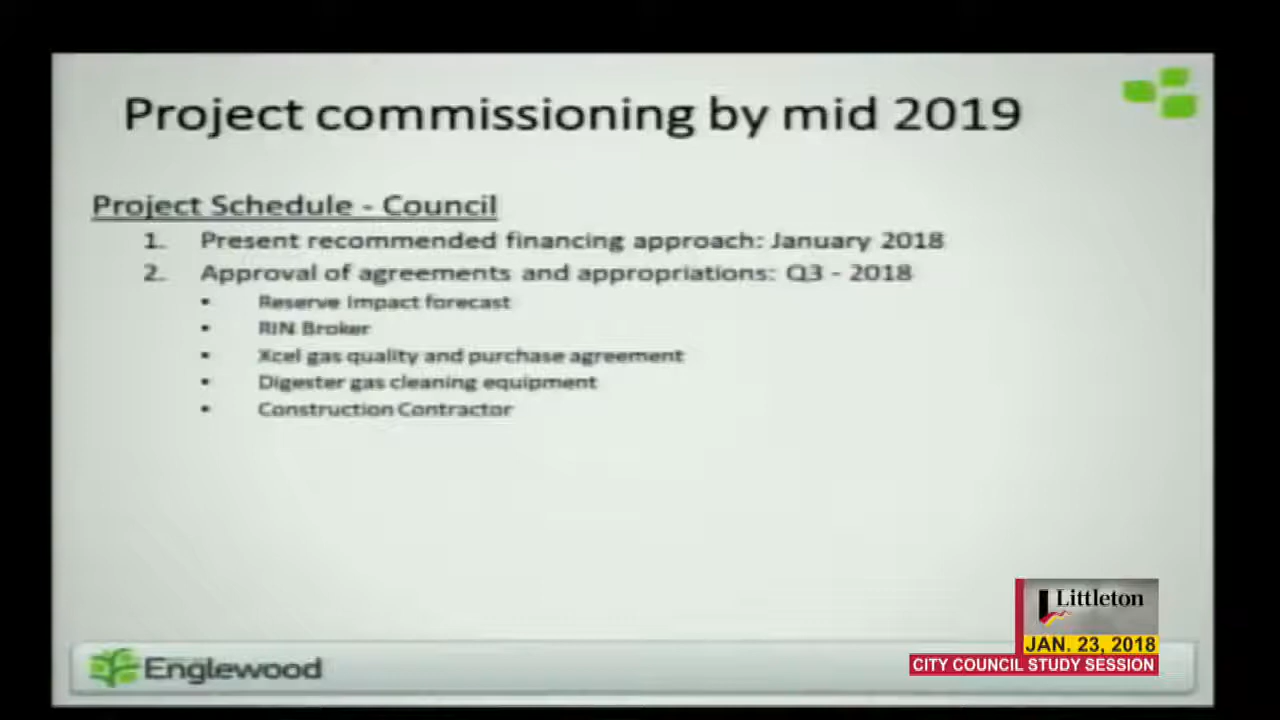 Project commissioning by mid 2019
Project Schedule - Council
1. Present recommended financing approach: January 2018
2. Approval of agreements and appropriations: Q3 - 2018
• Reserve impact forecast
• RIN Broker
• Xcel gas quality and purchase agreement
• Digester gas cleaning equipment
• Construction Contractor
Littleton
JAN. 23, 2018
CITY COUNCIL STUDY SESSION
Englewood